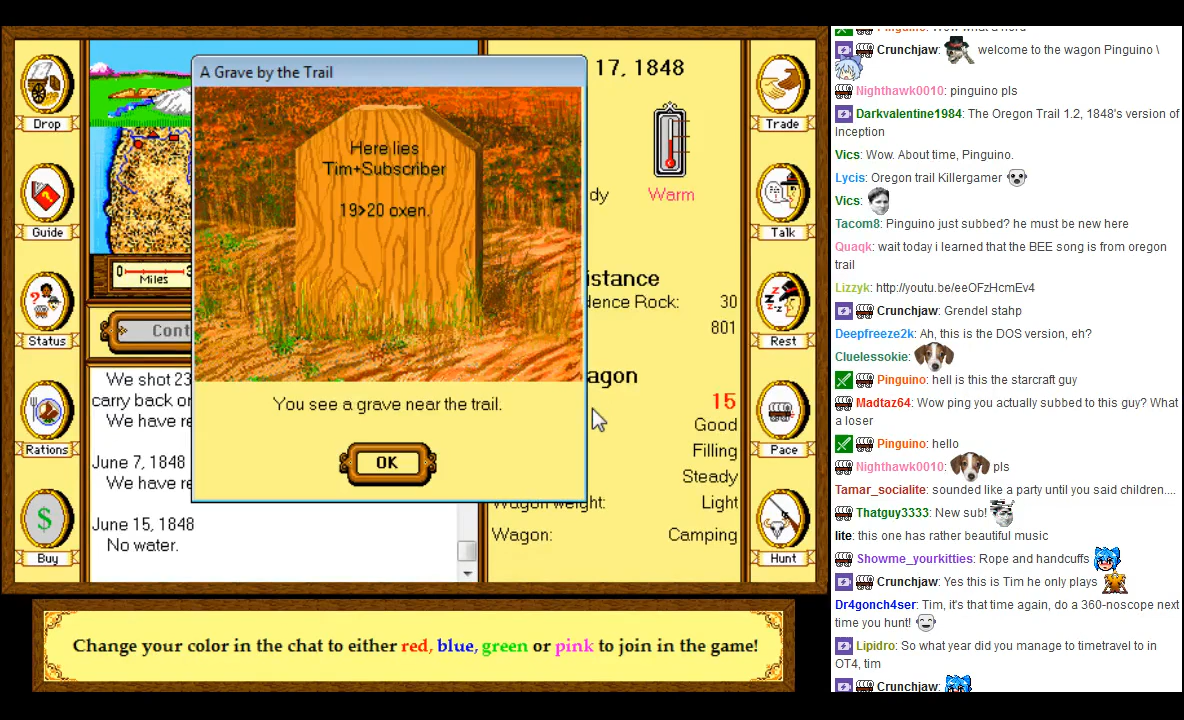 A Grave by the Trail
17, 1848
Here lies
Tim+Subscriber
19>20 oxen.
You see a grave near the trail.
OK
Drop
Guide
Status
Rations
Buy
0
3
Miles
Cont
We shot 23
carry back or
We have re
June 7, 1848
We have re
June 15, 1848
No water.
dy
Warm
istance
dence Rock: 30
801
agon
15
Good
Filling
Steady
Wagon weight: Light
Wagon: Camping
Trade
Talk
Rest
Pace
Hunt
Change your color in the chat to either red, blue, green or pink to join in the game!
Pinguino: Wow what a nerd
Crunchjaw: welcome to the wagon Pinguino \
Nighthawk0010: pinguino pls
Darkvalentine1984: The Oregon Trail 1.2, 1848's version of
Inception
Vics: Wow. About time, Pinguino.
Lycis: Oregon trail Killergamer
Vics:
Tacom8: Pinguino just subbed? he must be new here
Quaqk: wait today i learned that the BEE song is from oregon
trail
Lizzyk: http://youtu.be/eeOFzHcmEv4
Crunchjaw: Grendel stahp
Deepfreeze2k: Ah, this is the DOS version, eh?
Cluelessokie:
Pinguino: hell is this the starcraft guy
Madtaz64: Wow ping you actually subbed to this guy? What
a loser
Pinguino: hello
Nighthawk0010: pls
Tamar_socialite: sounded like a party until you said children....
Thatguy3333: New sub!
lite: this one has rather beautiful music
Showme_yourkitties: Rope and handcuffs
Crunchjaw: Yes this is Tim he only plays
Dr4gonch4ser: Tim, it's that time again, do a 360-noscope next
time you hunt!
Lipidro: So what year did you manage to timetravel to in
OT4, tim
Crunchjaw: